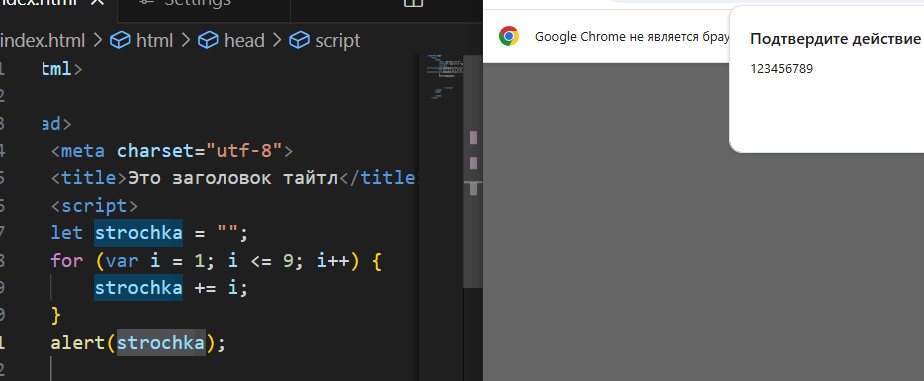 index.html Settings
index.html > html > head > script
1 tml>
2
3 ad>
4 <meta charset="utf-8">
5 <title>Это заголовок тайтл</title
6 <script>
7 let strochka = "";
8 for (var i = 1; i <= 9; i++) {
9 strochka += i;
0 }
1 alert(strochka);
2
Google Chrome не является брау
Подтвердите действие
123456789